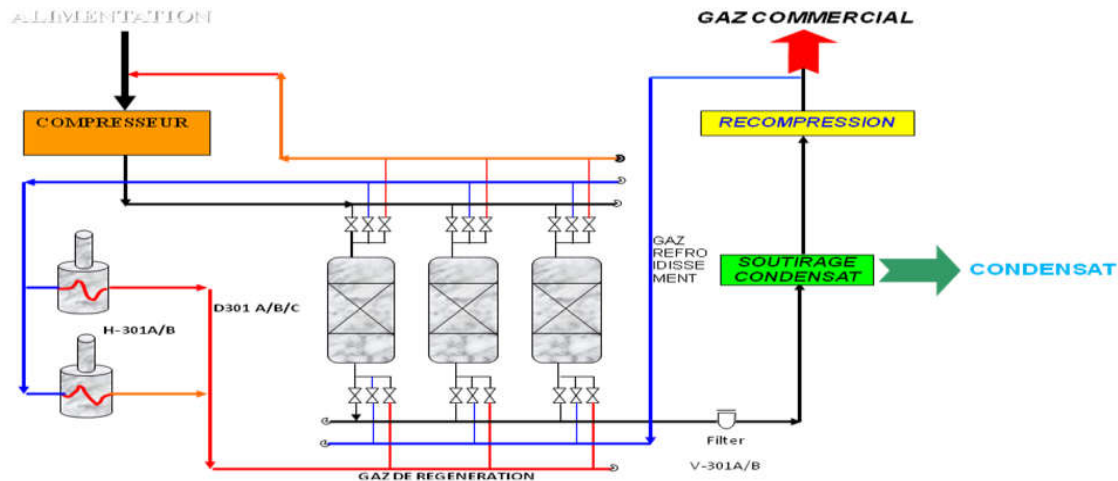 ALIMENTATION
GAZ COMMERCIAL
COMPRESSEUR
RECOMPRESSION
GAZ
REFRO
IDISSE
MENT
SOUTIRAGE
CONDENSAT
CONDENSAT
D301 A/B/C
H-301A/B
Filter
V-301A/B
GAZ DE REGENERATION